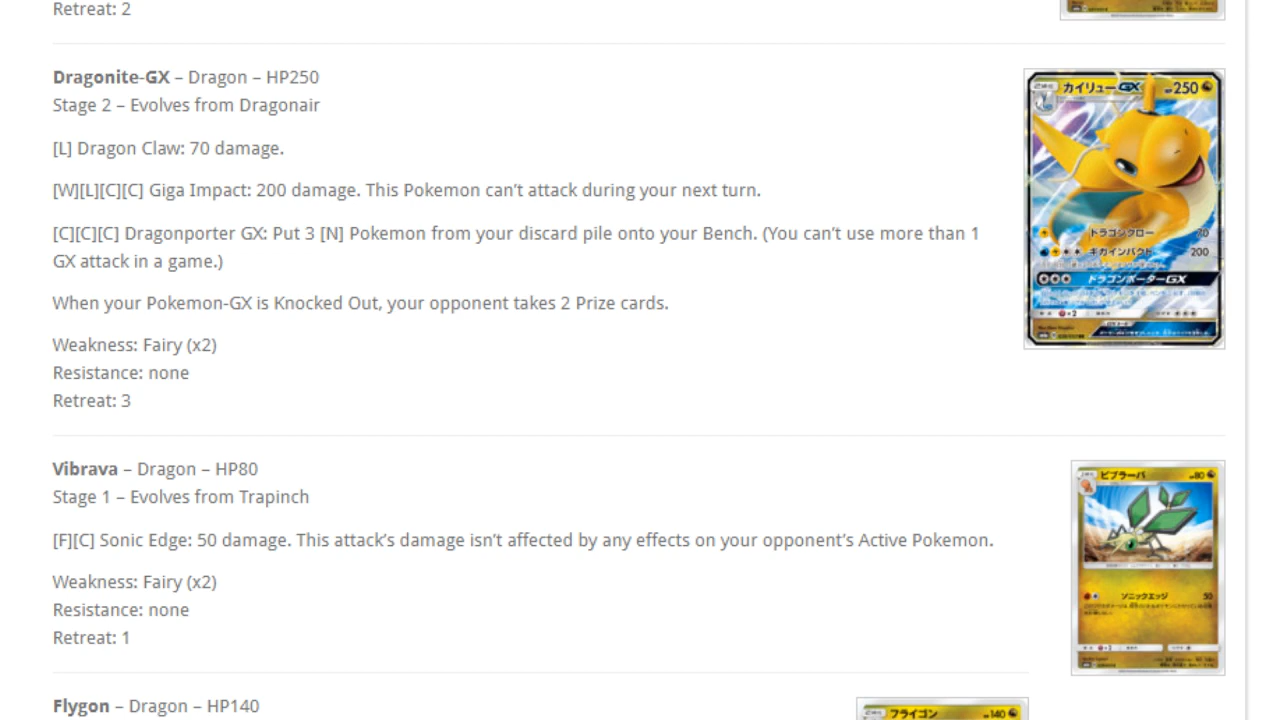 Retreat: 2
Dragonite-GX – Dragon – HP250
Stage 2 – Evolves from Dragonair
[L] Dragon Claw: 70 damage.
[W][L][C][C] Giga Impact: 200 damage. This Pokemon can’t attack during your next turn.
[C][C][C] Dragonporter GX: Put 3 [N] Pokemon from your discard pile onto your Bench. (You can’t use more than 1
GX attack in a game.)
When your Pokemon-GX is Knocked Out, your opponent takes 2 Prize cards.
Weakness: Fairy (x2)
Resistance: none
Retreat: 3
カイリューGX 250
ドラゴンクロー 70
ギガインパクト 200
ドラゴンポーターGX
×2
Vibrava – Dragon – HP80
Stage 1 – Evolves from Trapinch
[F][C] Sonic Edge: 50 damage. This attack’s damage isn’t affected by any effects on your opponent’s Active Pokemon.
Weakness: Fairy (x2)
Resistance: none
Retreat: 1
ビブラーバ 80
ソニックエッジ 50
×2
Flygon – Dragon – HP140
フライゴン 140